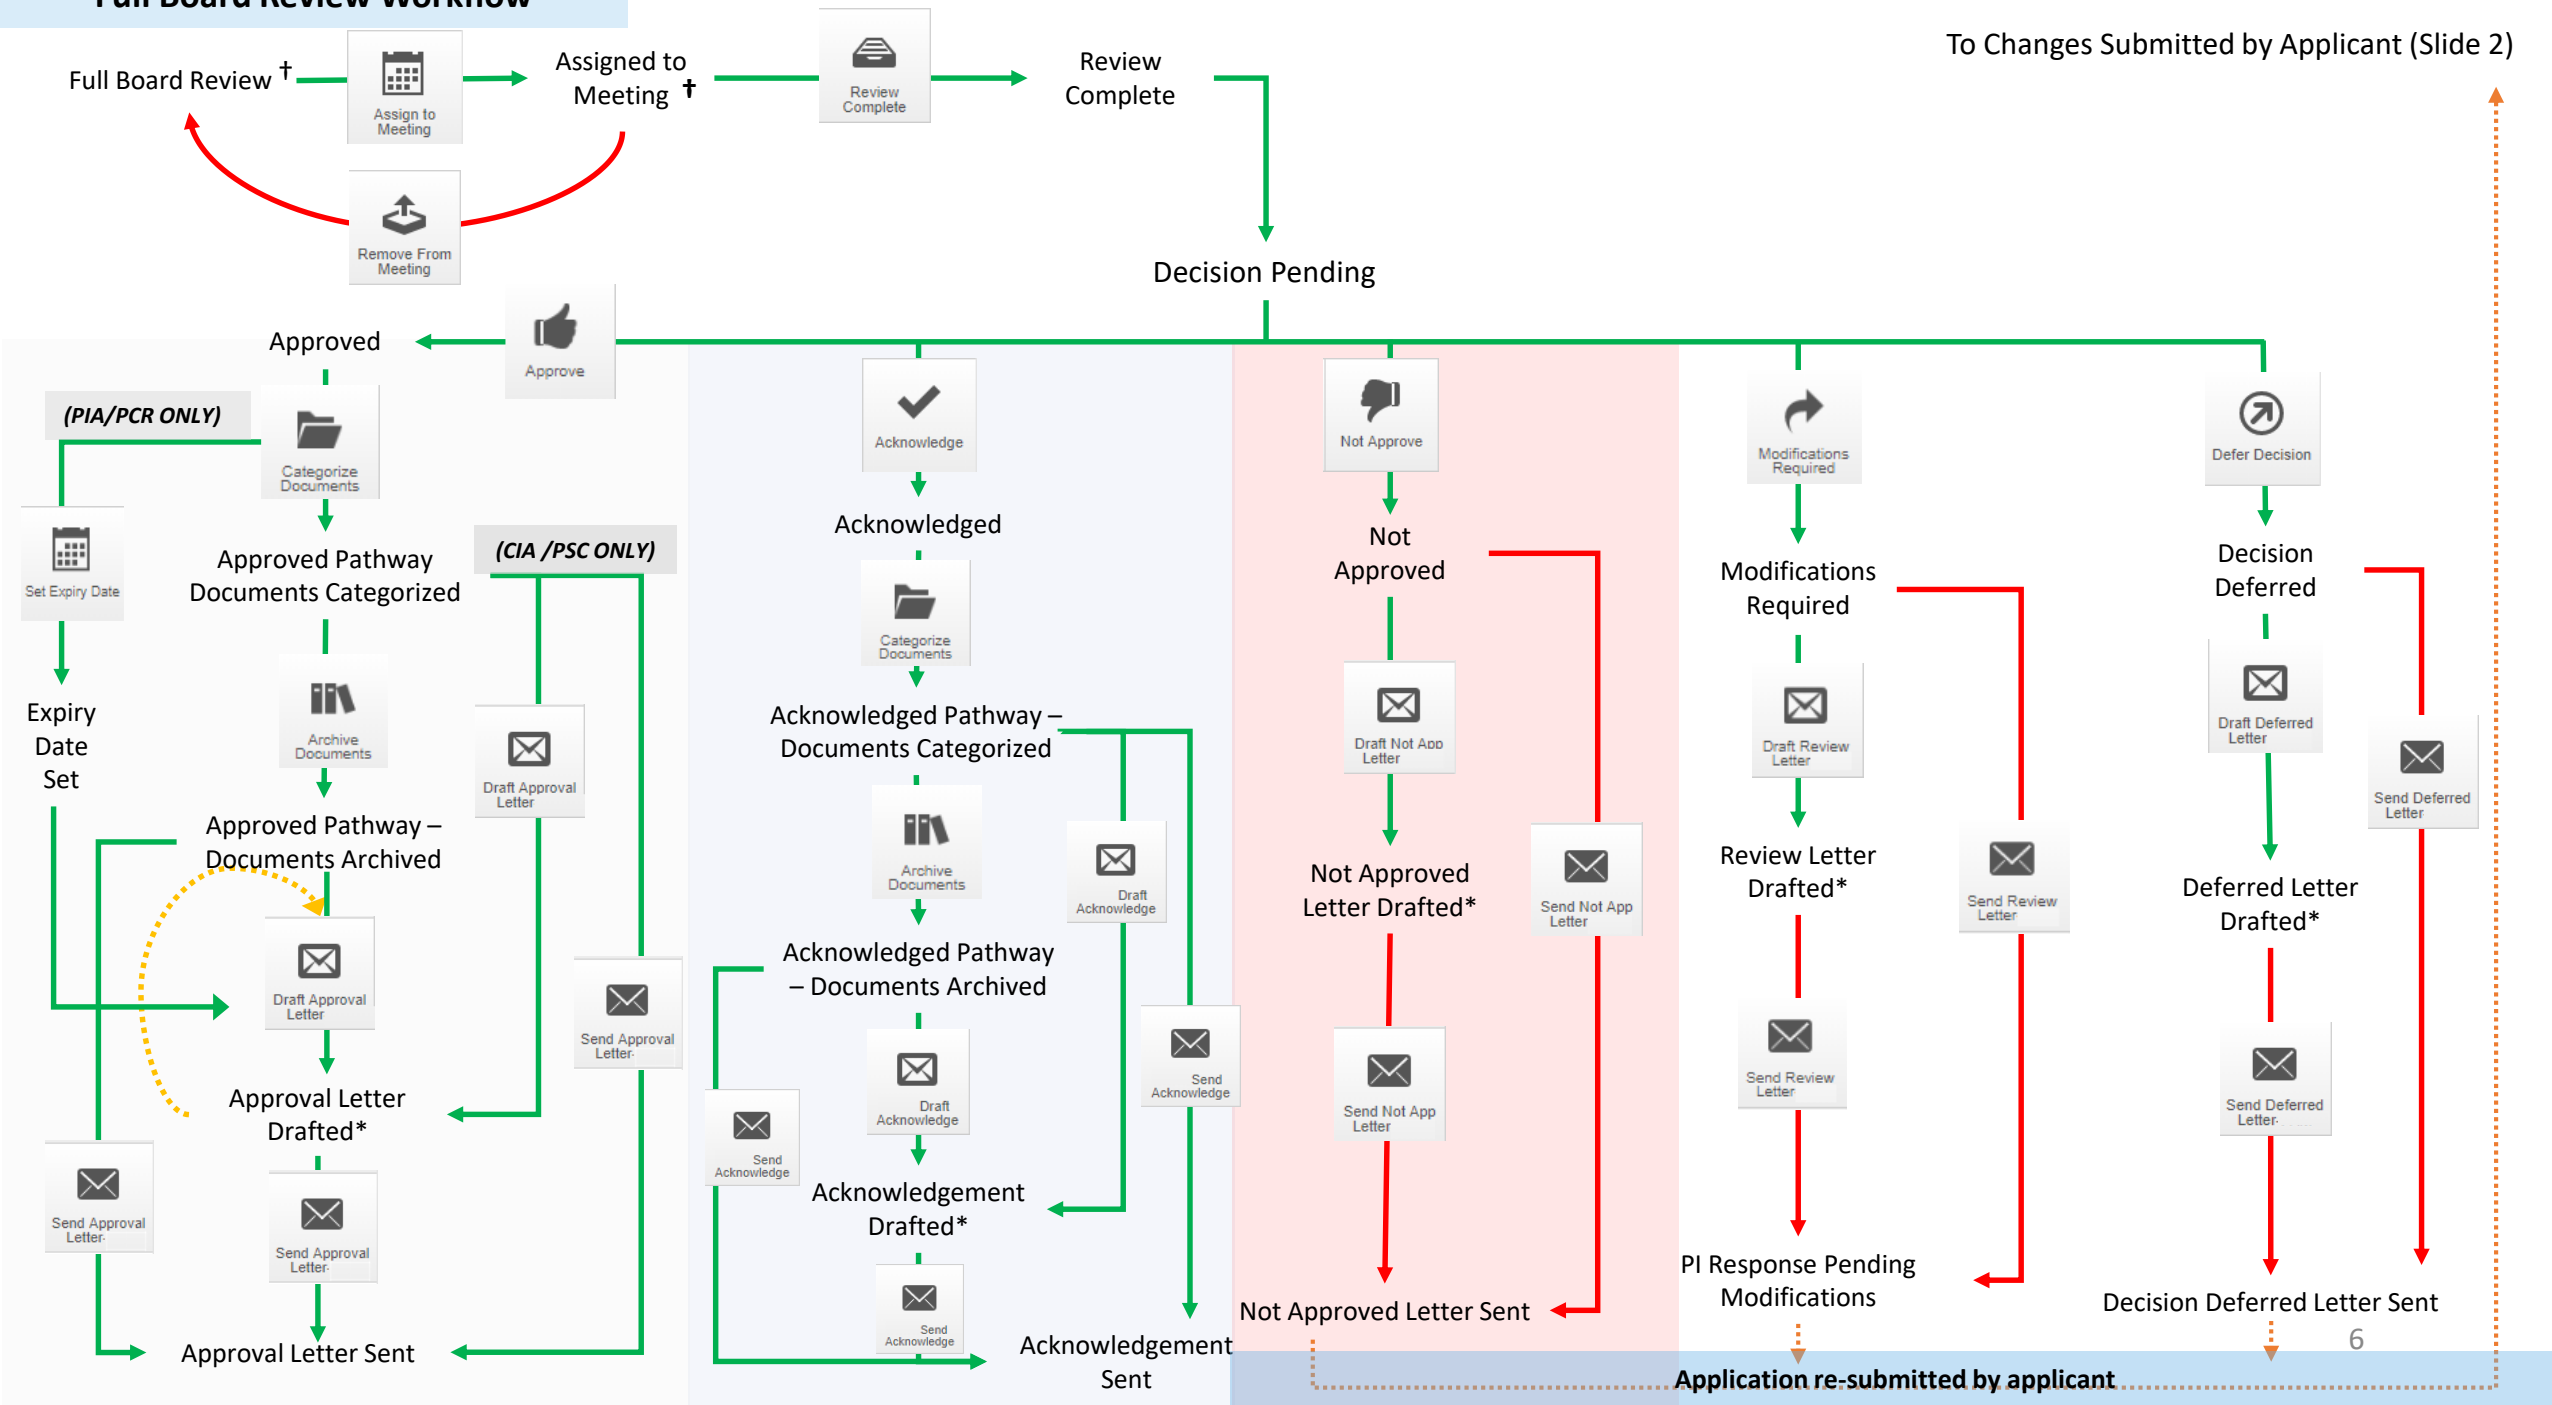 Full Board Review Workflow
To Changes Submitted by Applicant (Slide 2)
Full Board Review †
Assign to
Meeting
Assigned to
Meeting †
Review
Complete
Review
Complete
Remove From
Meeting
Decision Pending
Approved
Approve
Acknowledge
Not Approve
Modifications
Required
Defer Decision
(PIA/PCR ONLY)
Categorize
Documents
Set Expiry Date
Approved Pathway
Documents Categorized
(CIA /PSC ONLY)
Archive
Documents
Expiry
Date
Set
Draft Approval
Letter
Approved Pathway –
Documents Archived
Draft Approval
Letter
Send Approval
Letter
Approval Letter
Drafted*
Send Approval
Letter
Send Approval
Letter
Approval Letter Sent
Acknowledged
Categorize
Documents
Acknowledged Pathway –
Documents Categorized
Archive
Documents
Draft
Acknowledge
Acknowledged Pathway
– Documents Archived
Draft
Acknowledge
Send
Acknowledge
Send
Acknowledge
Acknowledgement
Drafted*
Send
Acknowledge
Acknowledgement
Sent
Not
Approved
Draft Not App
Letter
Not Approved
Letter Drafted*
Send Not App
Letter
Send Not App
Letter
Not Approved Letter Sent
Modifications
Required
Draft Review
Letter
Review Letter
Drafted*
Send Review
Letter
Send Review
Letter
PI Response Pending
Modifications
Decision
Deferred
Draft Deferred
Letter
Send Deferred
Letter
Deferred Letter
Drafted*
Send Deferred
Letter
Decision Deferred Letter Sent
6
Application re-submitted by applicant